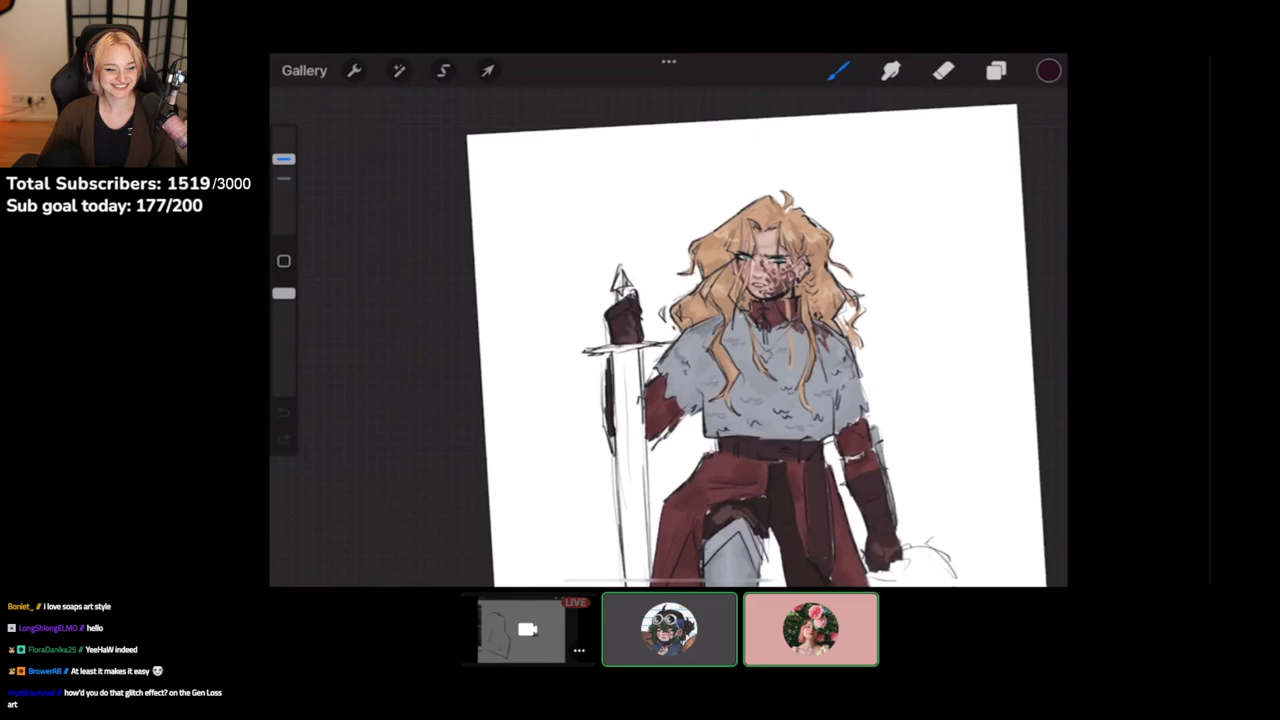 Gallery
Total Subscribers: 1519/3000
Sub goal today: 177/200
LIVE
Boniet_ // i love soaps art style
LongShlongELMO // hello
FloraDanika25 // YeeHaW indeed
BrowerAB // At least it makes it easy
// how'd you do that glitch effect? on the Gen Loss
art